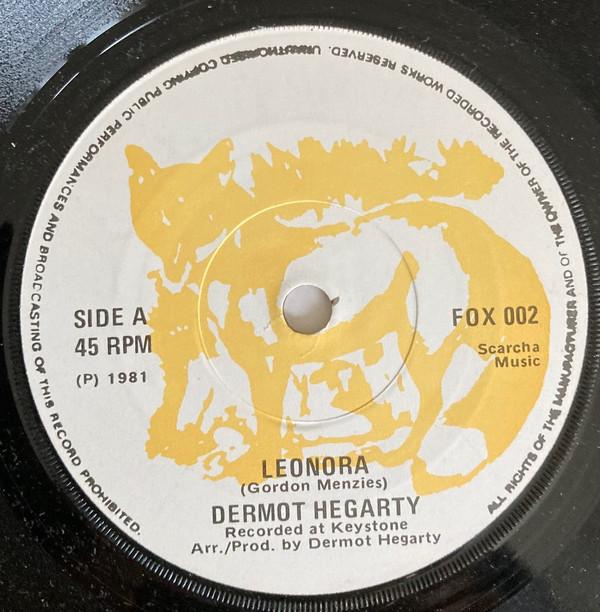 ALL RIGHTS OF THE MANUFACTURER AND OF THE OWNER OF THE RECORDED WORKS RESERVED. UNAUTHORISED COPYING PUBLIC PERFORMANCES AND BROADCASTING OF THIS RECORD PROHIBITED.
SIDE A
45 RPM
(P) 1981
FOX 002
Scarcha
Music
LEONORA
(Gordon Menzies)
DERMOT HEGARTY
Recorded at Keystone
Arr./Prod. by Dermot Hegarty